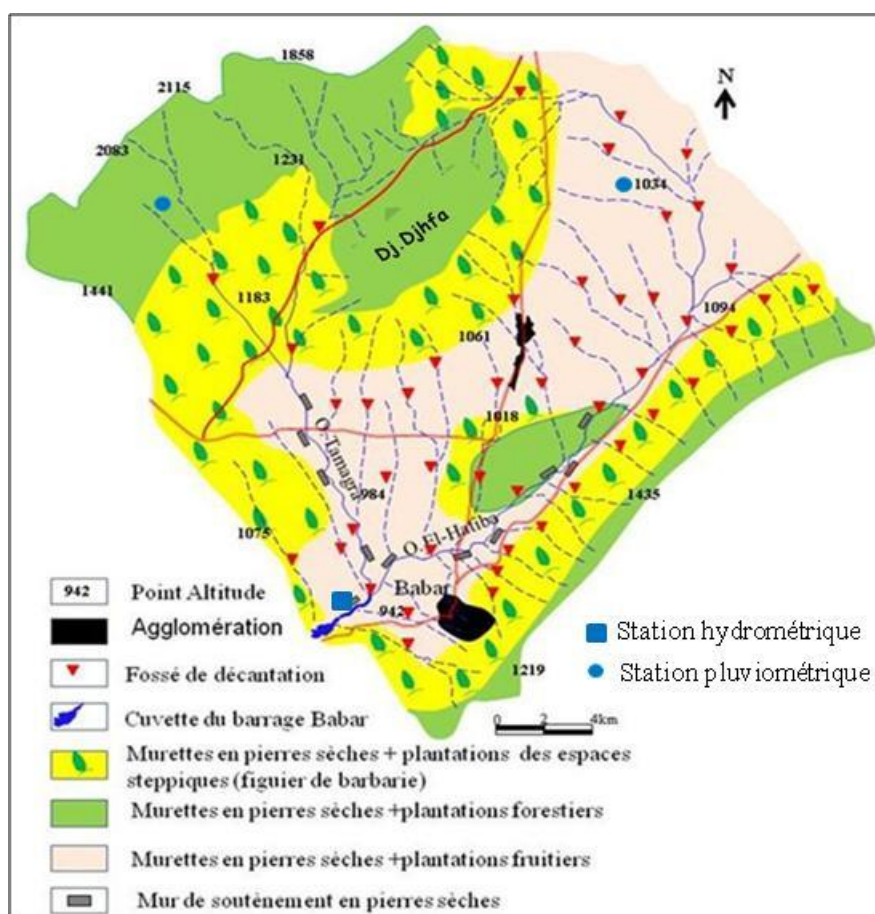 1858
2115
N
2083
1231
1034
Dj.Djhfa
1441
1183
1094
1061
1018
O.Tamagra
984
1435
1075
O.El-Hatiba
Babar
942
942 Point Altitude
Agglomération
Station hydrométrique
Fossé de décantation
1219
Station pluviométrique
Cuvette du barrage Babar
0 2 4km
Murettes en pierres sèches + plantations des espaces
steppiques (figuier de barbarie)
Murettes en pierres sèches +plantations forestiers
Murettes en pierres sèches +plantations fruitiers
Mur de soutènement en pierres sèches